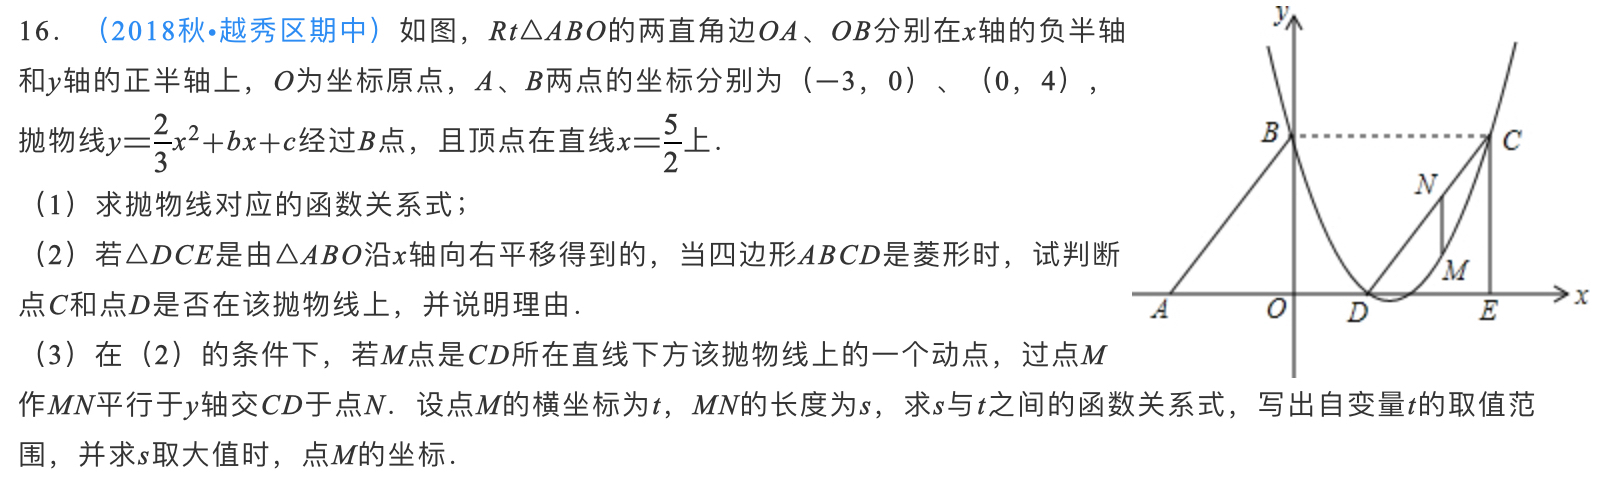 16. （2018秋•越秀区期中）如图，Rt△ABO的两直角边OA、OB分别在x轴的负半轴
和y轴的正半轴上，O为坐标原点，A、B两点的坐标分别为（−3，0）、（0，4），
抛物线y=2/3x²+bx+c经过B点，且顶点在直线x=5/2上.
（1）求抛物线对应的函数关系式；
（2）若△DCE是由△ABO沿x轴向右平移得到的，当四边形ABCD是菱形时，试判断
点C和点D是否在该抛物线上，并说明理由.
（3）在（2）的条件下，若M点是CD所在直线下方该抛物线上的一个动点，过点M
作MN平行于y轴交CD于点N. 设点M的横坐标为t，MN的长度为s，求s与t之间的函数关系式，写出自变量t的取值范
围，并求s取大值时，点M的坐标.
y
B
C
N
M
A
O
D
E
x